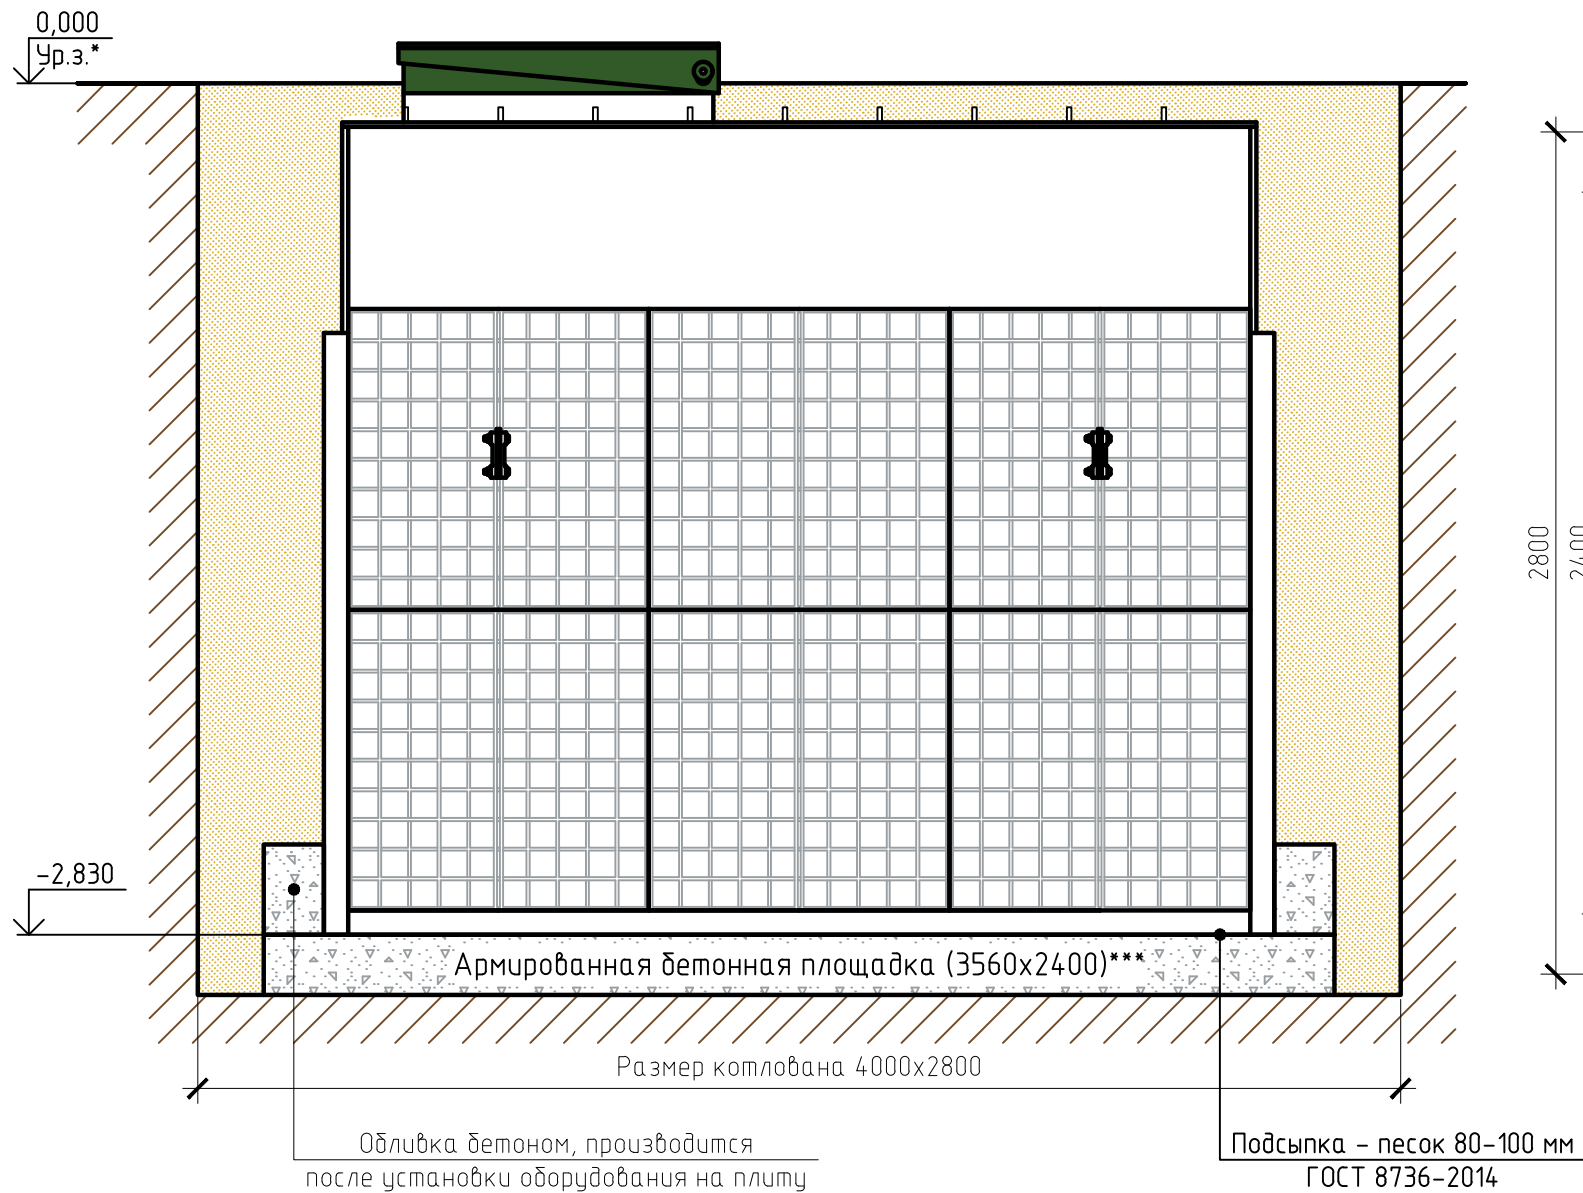 0,000
Ур.з.*
2800
2400
-2,830
Армированная бетонная площадка (3560х2400)***
Размер котлована 4000х2800
Обливка бетоном, производится
после установки оборудования на плиту
Подсыпка - песок 80-100 мм
ГОСТ 8736-2014